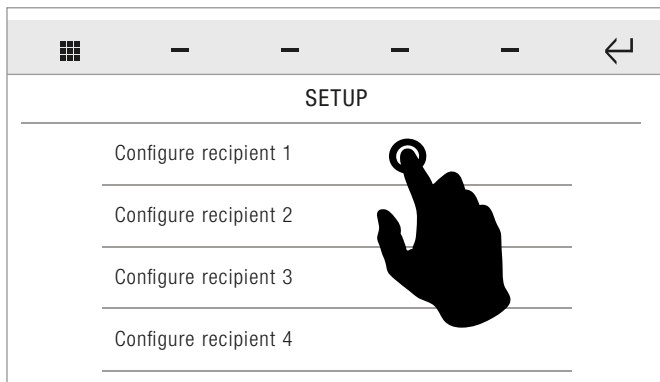 SETUP
Configure recipient 1
Configure recipient 2
Configure recipient 3
Configure recipient 4